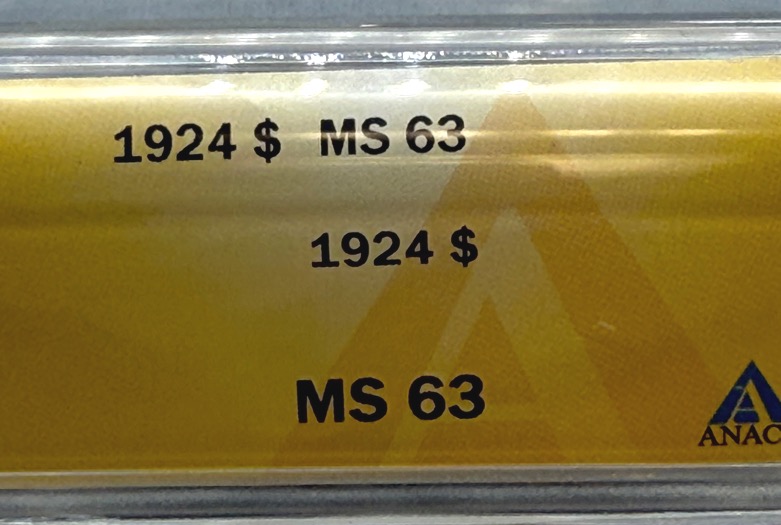 1924 $ MS 63
1924 $
MS 63
ANAC